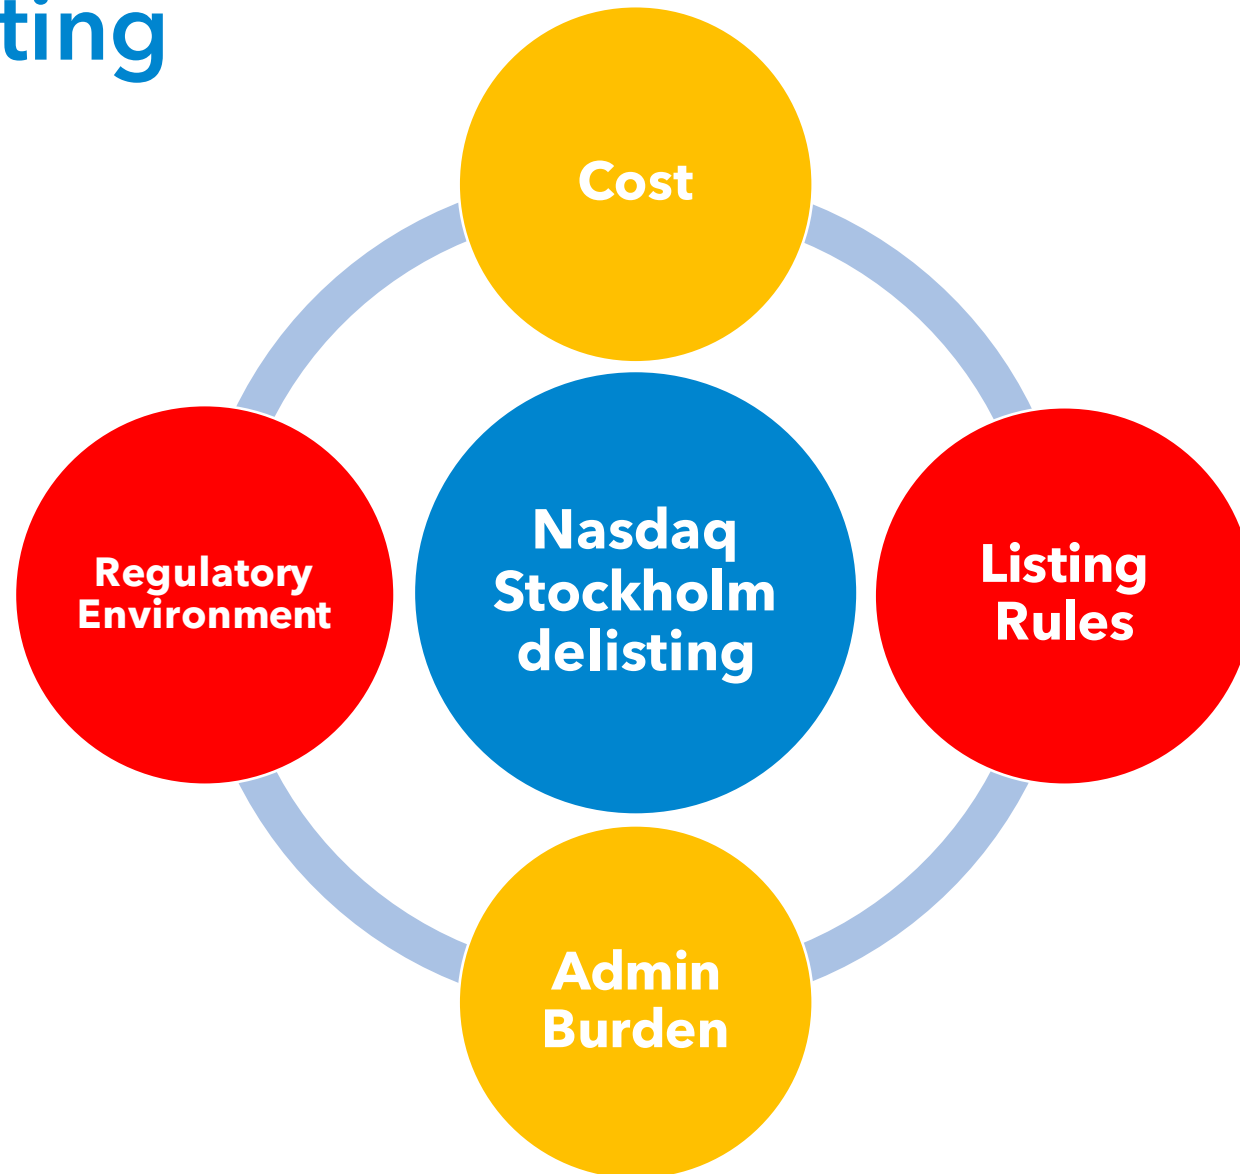 ting
Cost
Nasdaq
Stockholm
delisting
Regulatory
Environment
Listing
Rules
Admin
Burden